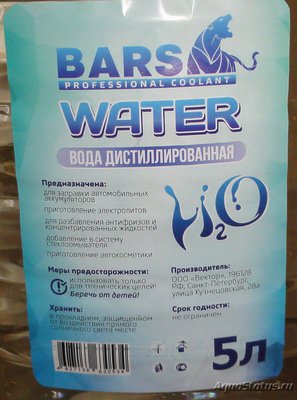 BARS
PROFESSIONAL COOLANT
WATER
ВОДА ДИСТИЛЛИРОВАННАЯ
Предназначена:
для заправки автомобильных
аккумуляторов
приготовление электролитов
для разбавления антифризов и
концентрированных жидкостей
добавление в систему
стеклоомывателя
приготовление автокосметики
H2O
Меры предосторожности:
использовать только
для технических целей!
Беречь от детей!
Хранить:
в прохладном, защищенном
от воздействия прямого
солнечного света месте
Производитель:
ООО "Вектор", 196128
РФ, Санкт-Петербург,
улица Кузнецовская,
Срок годности:
не ограничен
5л
AquaStatus.ru